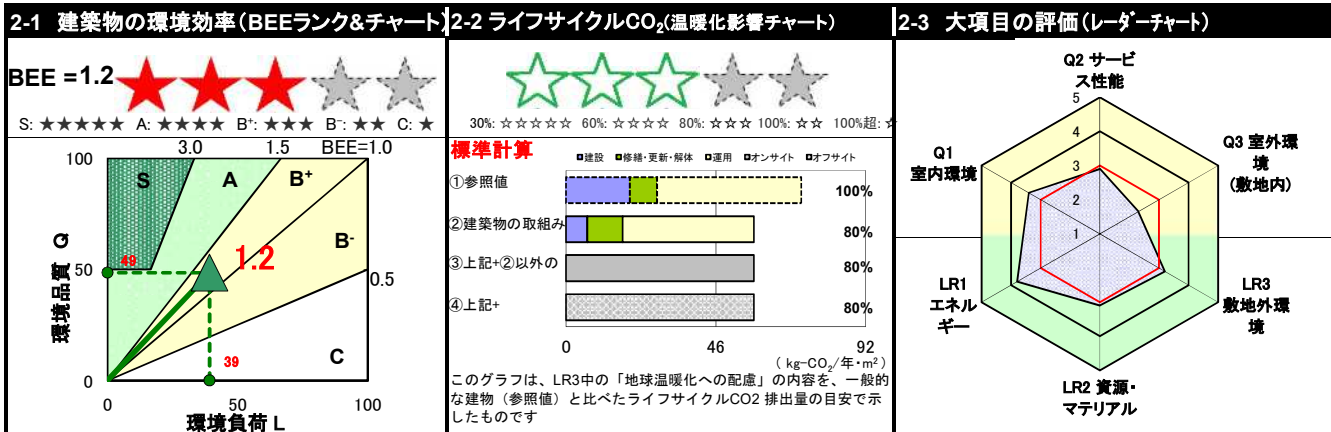 2-1 建築物の環境効率（BEEランク&チャート）
BEE =1.2
S: ★★★★★ A: ★★★★ B⁺: ★★★ B⁻: ★★ C: ★
3.0 1.5 BEE=1.0
100
S A B⁺
B⁻
環境品質 Q
49
50
1.2
0.5
39
C
0
0 50 100
環境負荷 L
2-2 ライフサイクルCO₂(温暖化影響チャート)
30%: ☆☆☆☆☆ 60%: ☆☆☆☆ 80%: ☆☆☆ 100%: ☆☆ 100%超: ☆
標準計算
■建設 ■修繕・更新・解体 □運用 ■オンサイト ■オフサイト
①参照値 100%
②建築物の取組み 80%
③上記+②以外の 80%
④上記+ 80%
0 46 92
( kg-CO₂/年・m² )
このグラフは、LR3中の「地球温暖化への配慮」の内容を、一般的
な建物（参照値）と比べたライフサイクルCO2 排出量の目安で示
したものです
2-3 大項目の評価（レーダーチャート）
Q2 サービ
ス性能
5
4
3
2
1
Q1
室内環境
Q3 室外環
境
（敷地内）
LR1
エネル
ギー
LR3
敷地外環
境
LR2 資源・
マテリアル